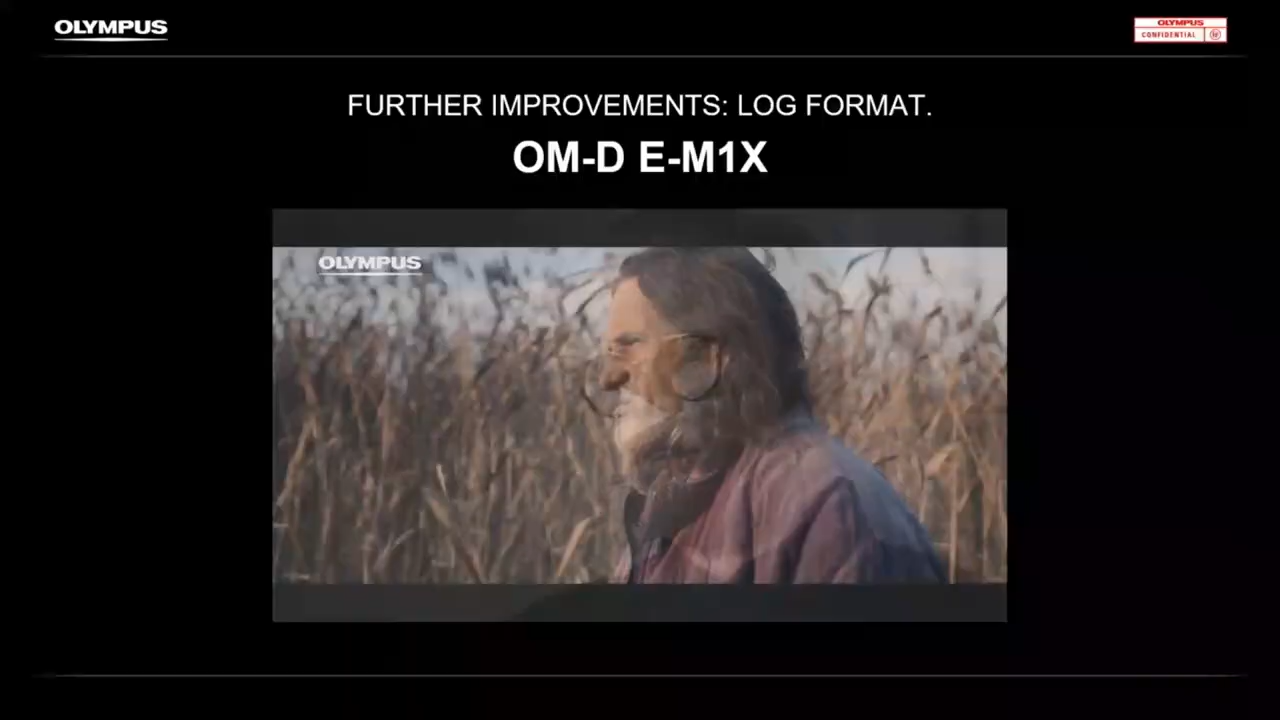 OLYMPUS
OLYMPUS
CONFIDENTIAL
FURTHER IMPROVEMENTS: LOG FORMAT.
OM-D E-M1X
OLYMPUS